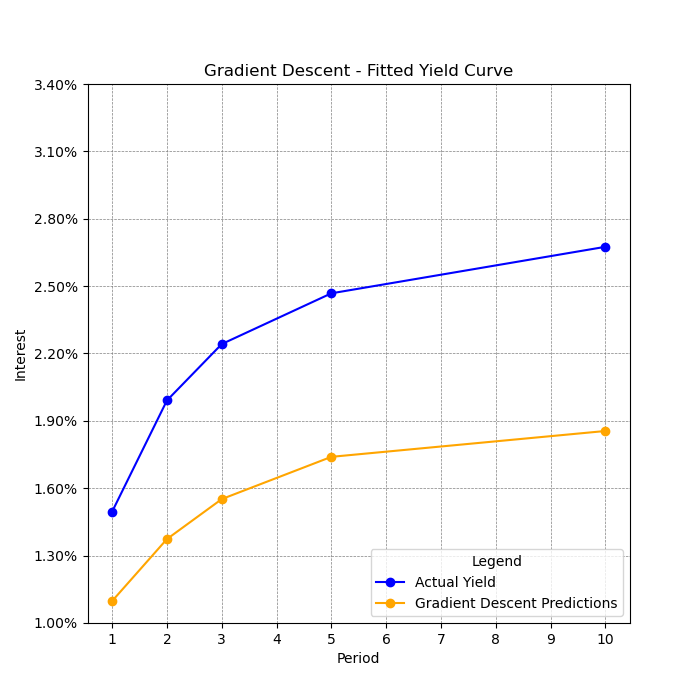 Gradient Descent - Fitted Yield Curve
3.40%
3.10%
2.80%
2.50%
2.20%
1.90%
1.60%
1.30%
1.00%
Interest
Legend
Actual Yield
Gradient Descent Predictions
1 2 3 4 5 6 7 8 9 10
Period